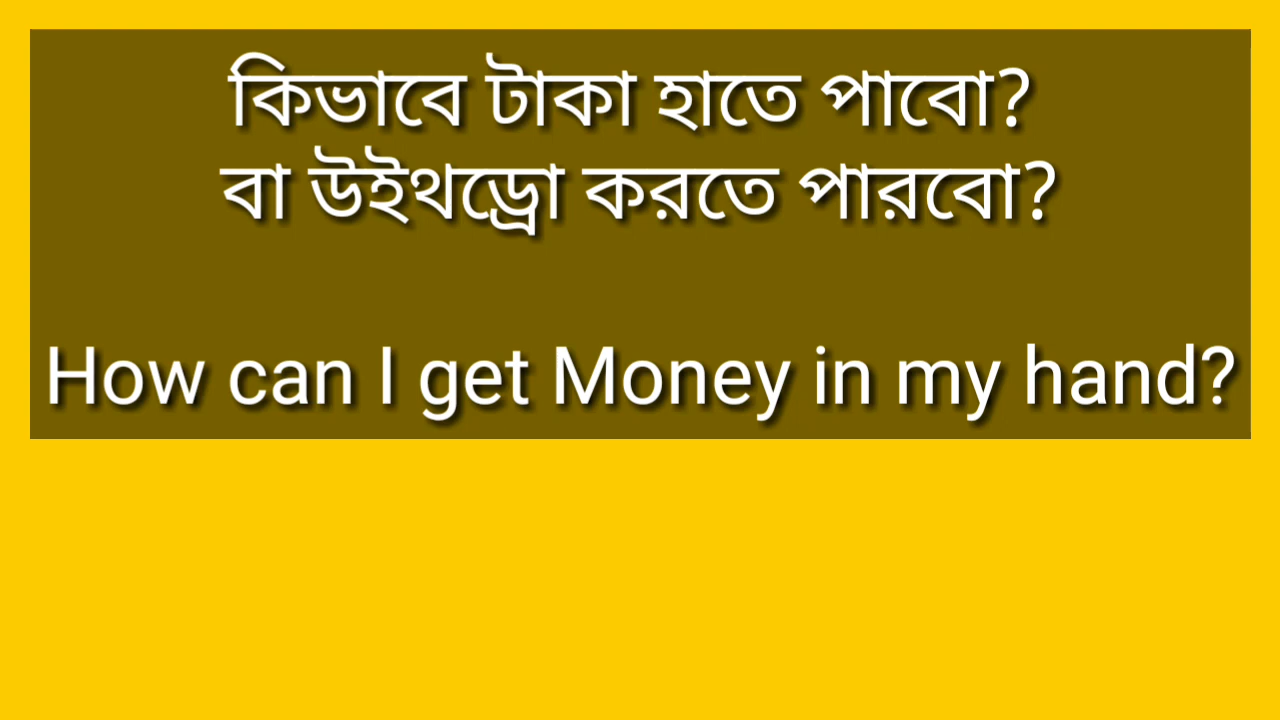 কিভাবে টাকা হাতে পাবো?
বা উইথড্রো করতে পারবো?
How can I get Money in my hand?